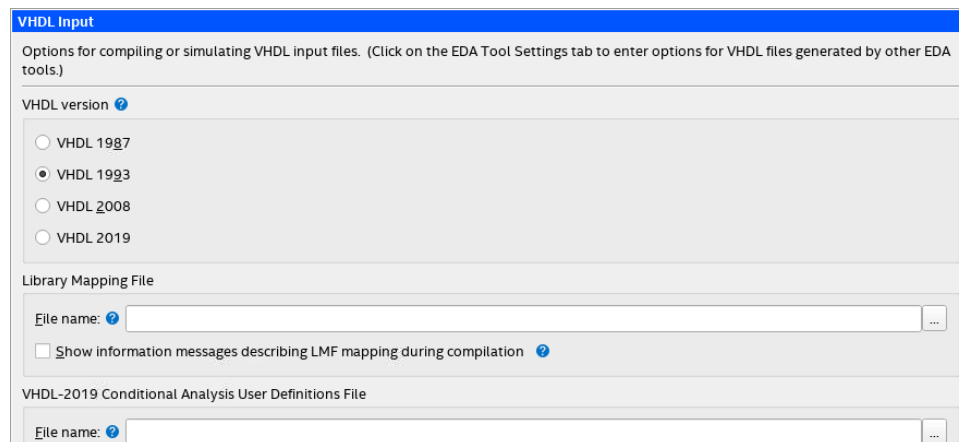 VHDL Input
Options for compiling or simulating VHDL input files. (Click on the EDA Tool Settings tab to enter options for VHDL files generated by other EDA
tools.)
VHDL version ?
VHDL 1987
VHDL 1993
VHDL 2008
VHDL 2019
Library Mapping File
File name: ? ...
Show information messages describing LMF mapping during compilation ?
VHDL-2019 Conditional Analysis User Definitions File
File name: ? ...